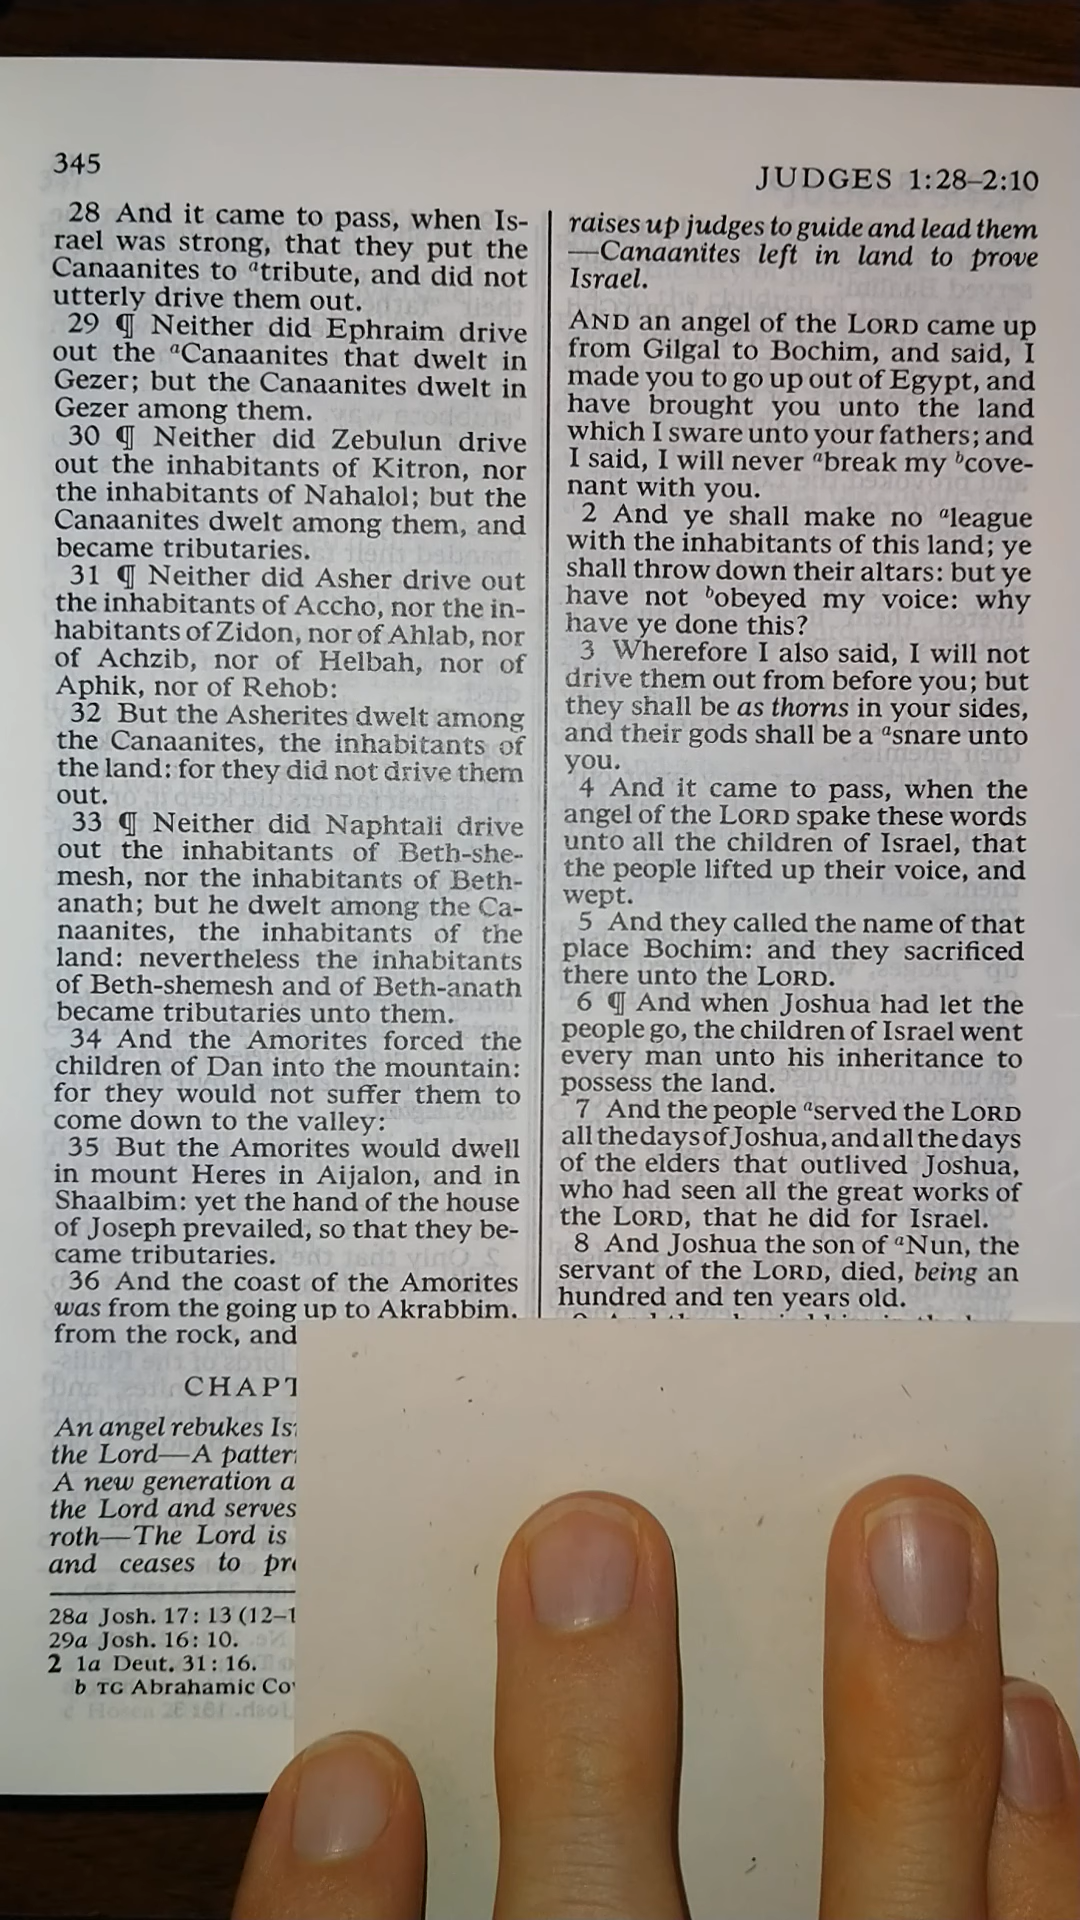 345
JUDGES 1:28–2:10
28 And it came to pass, when Is-
rael was strong, that they put the
Canaanites to ᵃtribute, and did not
utterly drive them out.
29 ¶ Neither did Ephraim drive
out the ᵃCanaanites that dwelt in
Gezer; but the Canaanites dwelt in
Gezer among them.
30 ¶ Neither did Zebulun drive
out the inhabitants of Kitron, nor
the inhabitants of Nahalol; but the
Canaanites dwelt among them, and
became tributaries.
31 ¶ Neither did Asher drive out
the inhabitants of Accho, nor the in-
habitants of Zidon, nor of Ahlab, nor
of Achzib, nor of Helbah, nor of
Aphik, nor of Rehob:
32 But the Asherites dwelt among
the Canaanites, the inhabitants of
the land: for they did not drive them
out.
33 ¶ Neither did Naphtali drive
out the inhabitants of Beth-she-
mesh, nor the inhabitants of Beth-
anath; but he dwelt among the Ca-
naanites, the inhabitants of the
land: nevertheless the inhabitants
of Beth-shemesh and of Beth-anath
became tributaries unto them.
34 And the Amorites forced the
children of Dan into the mountain:
for they would not suffer them to
come down to the valley:
35 But the Amorites would dwell
in mount Heres in Aijalon, and in
Shaalbim: yet the hand of the house
of Joseph prevailed, so that they be-
came tributaries.
36 And the coast of the Amorites
was from the going up to Akrabbim,
from the rock, and
CHAPT
An angel rebukes Is
the Lord—A patter
A new generation a
the Lord and serves
roth—The Lord is
and ceases to pr
28a Josh. 17: 13 (12–1
29a Josh. 16: 10.
2 1a Deut. 31: 16.
b TG Abrahamic Co
raises up judges to guide and lead them
—Canaanites left in land to prove
Israel.
AND an angel of the LORD came up
from Gilgal to Bochim, and said, I
made you to go up out of Egypt, and
have brought you unto the land
which I sware unto your fathers; and
I said, I will never ᵃbreak my ᵇcove-
nant with you.
2 And ye shall make no ᵃleague
with the inhabitants of this land; ye
shall throw down their altars: but ye
have not ᵇobeyed my voice: why
have ye done this?
3 Wherefore I also said, I will not
drive them out from before you; but
they shall be as thorns in your sides,
and their gods shall be a ᵃsnare unto
you.
4 And it came to pass, when the
angel of the LORD spake these words
unto all the children of Israel, that
the people lifted up their voice, and
wept.
5 And they called the name of that
place Bochim: and they sacrificed
there unto the LORD.
6 ¶ And when Joshua had let the
people go, the children of Israel went
every man unto his inheritance to
possess the land.
7 And the people ᵃserved the LORD
all the days of Joshua, and all the days
of the elders that outlived Joshua,
who had seen all the great works of
the LORD, that he did for Israel.
8 And Joshua the son of ᵃNun, the
servant of the LORD, died, being an
hundred and ten years old.